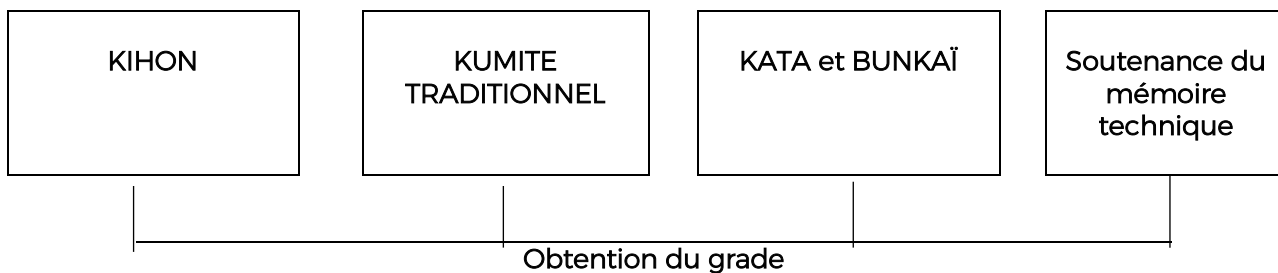 KIHON
KUMITE
TRADITIONNEL
KATA et BUNKAÏ
Soutenance du
mémoire
technique
Obtention du grade